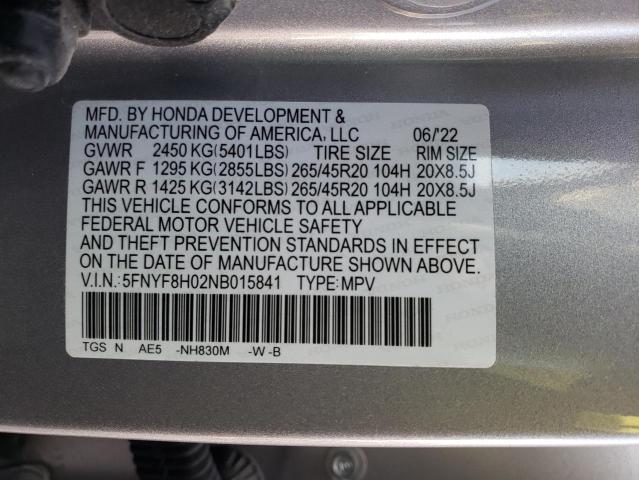 MFD. BY HONDA DEVELOPMENT &
MANUFACTURING OF AMERICA, LLC 06/'22
GVWR 2450 KG(5401LBS) TIRE SIZE RIM SIZE
GAWR F 1295 KG(2855LBS) 265/45R20 104H 20X8.5J
GAWR R 1425 KG(3142LBS) 265/45R20 104H 20X8.5J
THIS VEHICLE CONFORMS TO ALL APPLICABLE
FEDERAL MOTOR VEHICLE SAFETY
AND THEFT PREVENTION STANDARDS IN EFFECT
ON THE DATE OF MANUFACTURE SHOWN ABOVE.
V.I.N.:5FNYF8H02NB015841 TYPE:MPV
TGS N AE5 -NH830M -W -B